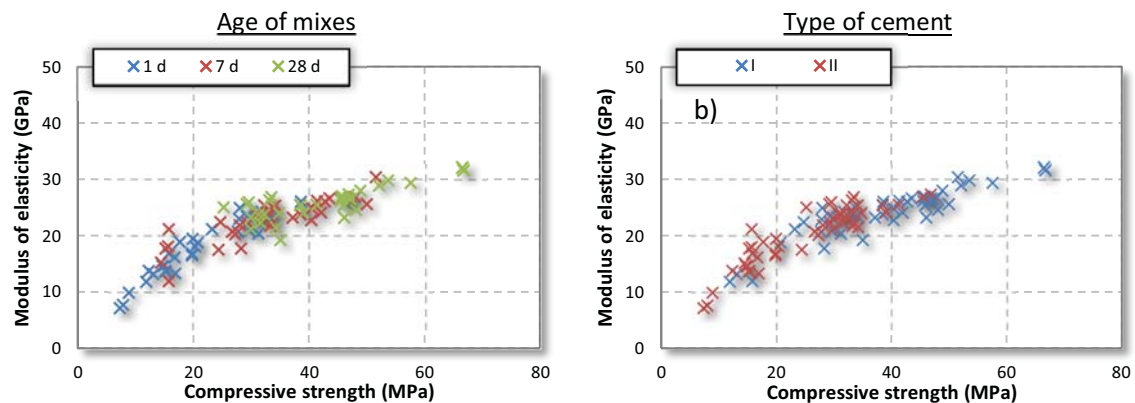 Age of mixes
1 d 7 d 28 d
50
40
30
20
10
0
Modulus of elasticity (GPa)
0 20 40 60 80
Compressive strength (MPa)
Type of cement
I II
b)
50
40
30
20
10
0
Modulus of elasticity (GPa)
0 20 40 60 80
Compressive strength (MPa)